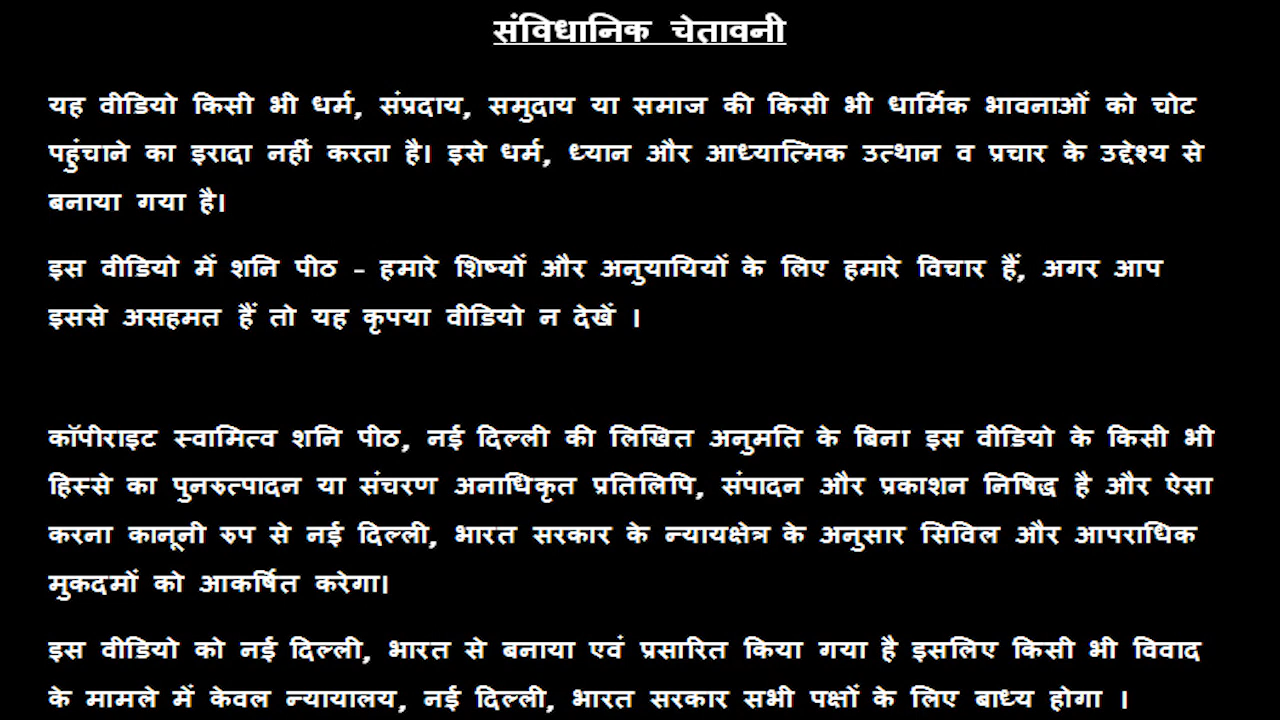 संविधानिक चेतावनी
यह वीडियो किसी भी धर्म, संप्रदाय, समुदाय या समाज की किसी भी धार्मिक भावनाओं को चोट
पहुंचाने का इरादा नहीं करता है। इसे धर्म, ध्यान और आध्यात्मिक उत्थान व प्रचार के उद्देश्य से
बनाया गया है।
इस वीडियो में शनि पीठ – हमारे शिष्यों और अनुयायियों के लिए हमारे विचार हैं, अगर आप
इससे असहमत हैं तो यह कृपया वीडियो न देखें ।
कॉपीराइट स्वामित्व शनि पीठ, नई दिल्ली की लिखित अनुमति के बिना इस वीडियो के किसी भी
हिस्से का पुनरुत्पादन या संचरण अनाधिकृत प्रतिलिपि, संपादन और प्रकाशन निषिद्ध है और ऐसा
करना कानूनी रुप से नई दिल्ली, भारत सरकार के न्यायक्षेत्र के अनुसार सिविल और आपराधिक
मुकदमों को आकर्षित करेगा।
इस वीडियो को नई दिल्ली, भारत से बनाया एवं प्रसारित किया गया है इसलिए किसी भी विवाद
के मामले में केवल न्यायालय, नई दिल्ली, भारत सरकार सभी पक्षों के लिए बाध्य होगा ।